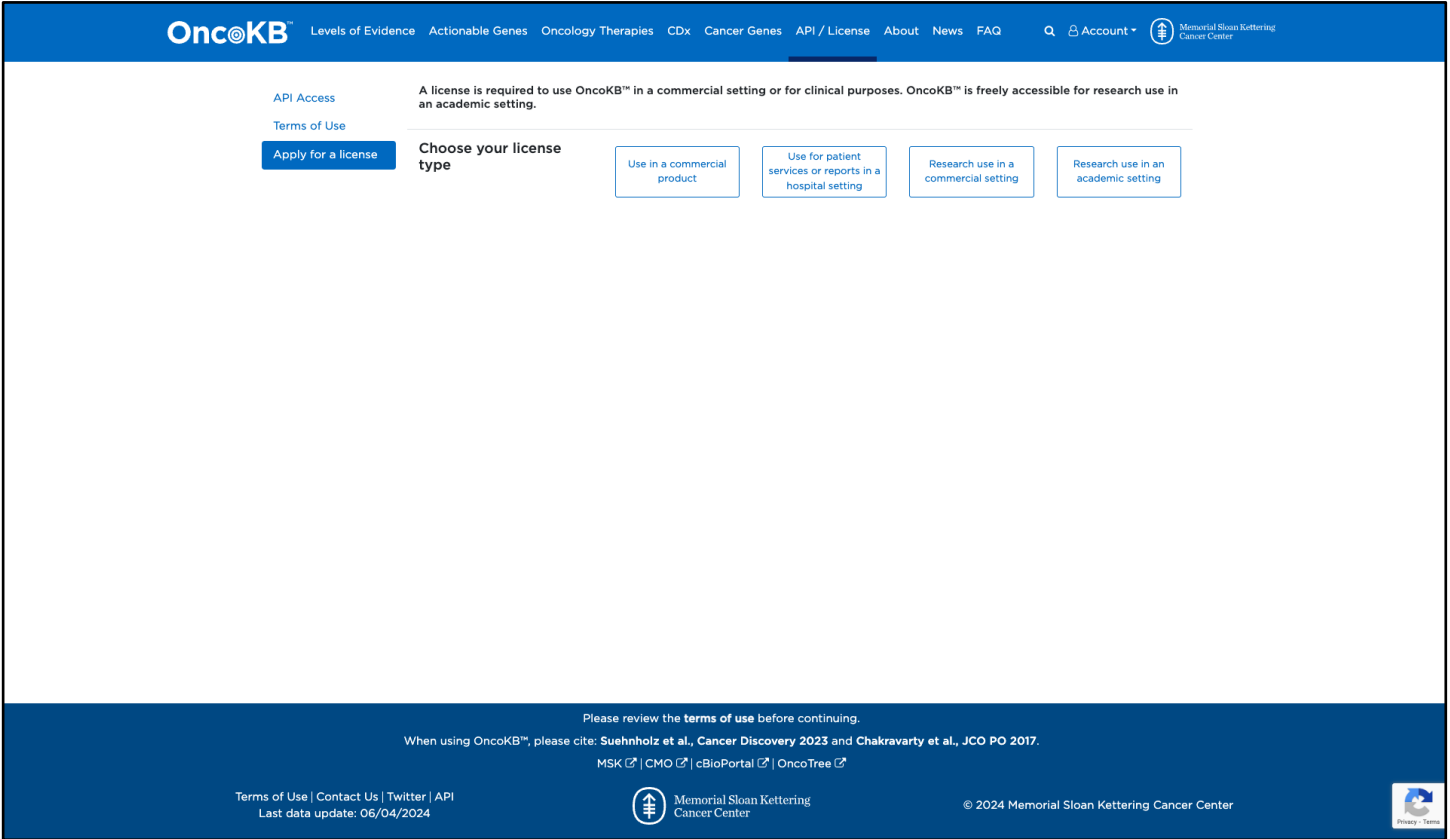 OncoKB™
Levels of Evidence Actionable Genes Oncology Therapies CDx Cancer Genes API / License About News FAQ Account
Memorial Sloan Kettering
Cancer Center
API Access
Terms of Use
Apply for a license
A license is required to use OncoKB™ in a commercial setting or for clinical purposes. OncoKB™ is freely accessible for research use in
an academic setting.
Choose your license
type
Use in a commercial
product
Use for patient
services or reports in a
hospital setting
Research use in a
commercial setting
Research use in an
academic setting
Please review the terms of use before continuing.
When using OncoKB™, please cite: Suehnholz et al., Cancer Discovery 2023 and Chakravarty et al., JCO PO 2017.
MSK | CMO | cBioPortal | OncoTree
Terms of Use | Contact Us | Twitter | API
Last data update: 06/04/2024
Memorial Sloan Kettering
Cancer Center
© 2024 Memorial Sloan Kettering Cancer Center
Privacy - Terms